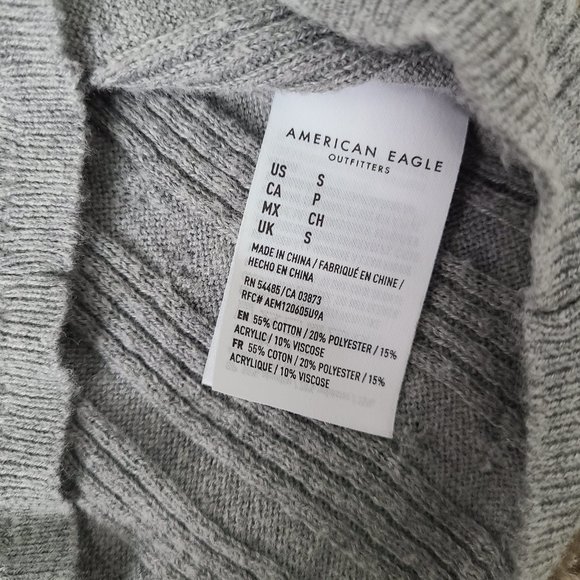 AMERICAN EAGLE
OUTFITTERS
US S
CA P
MX CH
UK S
MADE IN CHINA / FABRIQUÉ EN CHINE /
HECHO EN CHINA
RN 54485/CA 03873
RFC# AEM120605U9A
EN 55% COTTON / 20% POLYESTER / 15%
ACRYLIC / 10% VISCOSE
FR 55% COTON / 20% POLYESTER / 15%
ACRYLIQUE / 10% VISCOSE